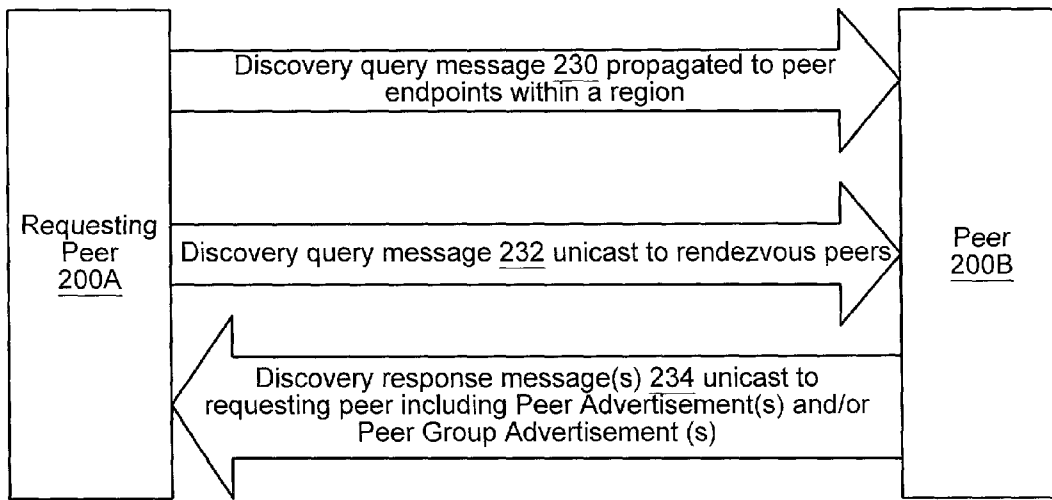 Discovery query message 230 propagated to peer
endpoints within a region
Requesting
Peer
200A
Discovery query message 232 unicast to rendezvous peers
Peer
200B
Discovery response message(s) 234 unicast to
requesting peer including Peer Advertisement(s) and/or
Peer Group Advertisement (s)